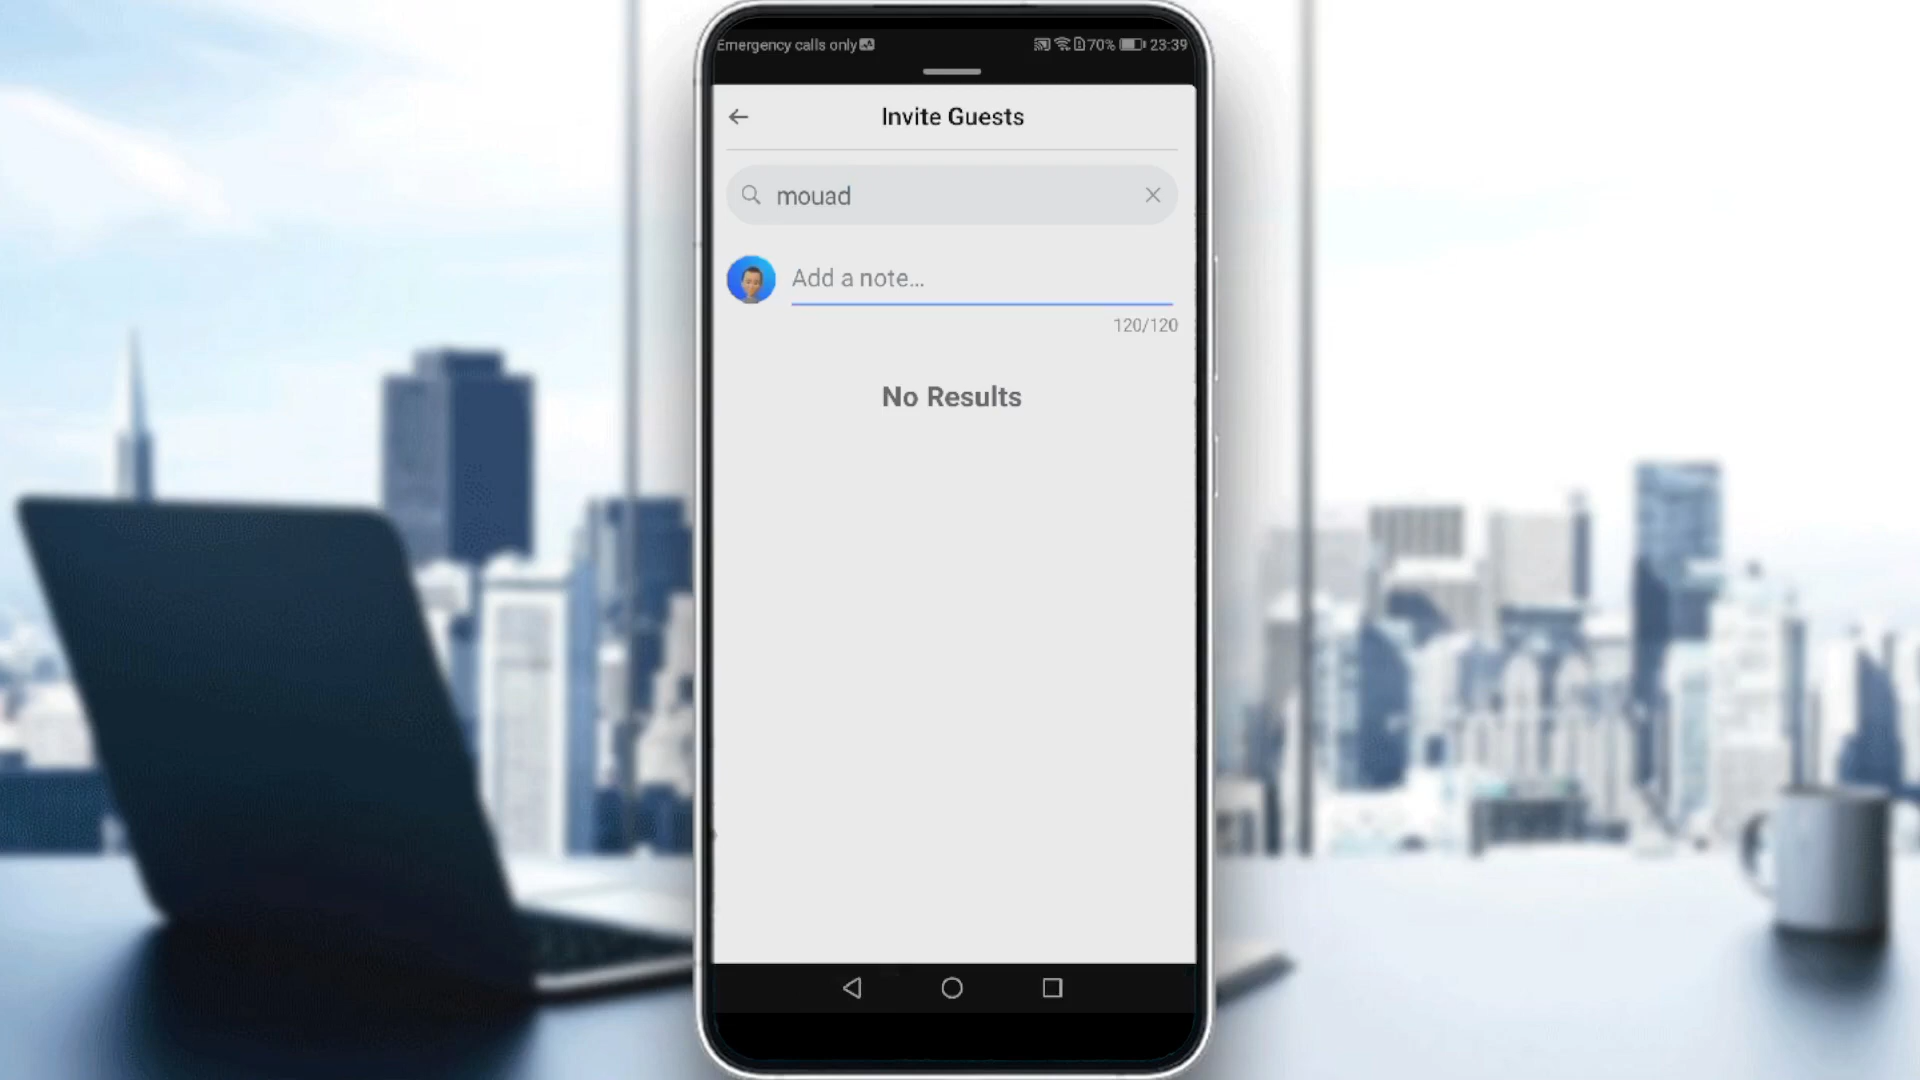 Emergency calls only 70% 23:39
Invite Guests
mouad
Add a note...
120/120
No Results